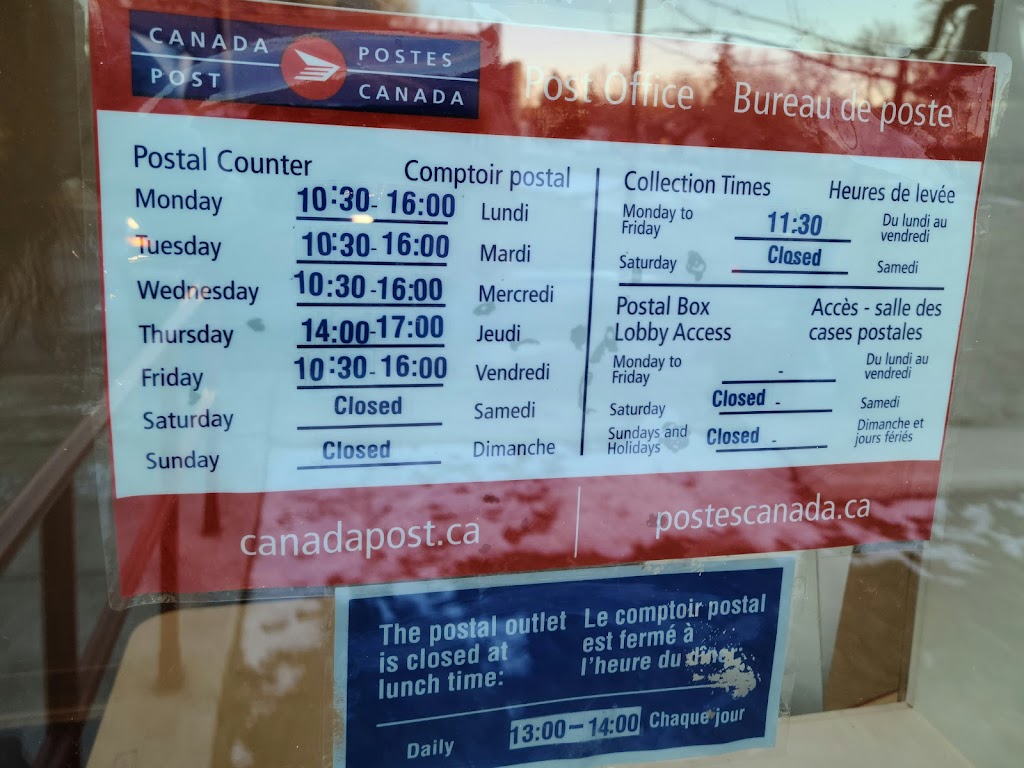 CANADA POST
POSTES CANADA
Post Office
Bureau de poste
Postal Counter Comptoir postal
Monday 10:30 - 16:00 Lundi
Tuesday 10:30 - 16:00 Mardi
Wednesday 10:30 - 16:00 Mercredi
Thursday 14:00 - 17:00 Jeudi
Friday 10:30 - 16:00 Vendredi
Saturday Closed Samedi
Sunday Closed Dimanche
Collection Times Heures de levée
Monday to Friday 11:30 Du lundi au vendredi
Saturday Closed Samedi
Postal Box Lobby Access Accès - salle des cases postales
Monday to Friday - Du lundi au vendredi
Saturday Closed - Samedi
Sundays and Holidays Closed - Dimanche et jours fériés
canadapost.ca
postescanada.ca
The postal outlet
is closed at
lunch time:
Le comptoir postal
est fermé à
l'heure du dîner
Daily 13:00 – 14:00 Chaque jour